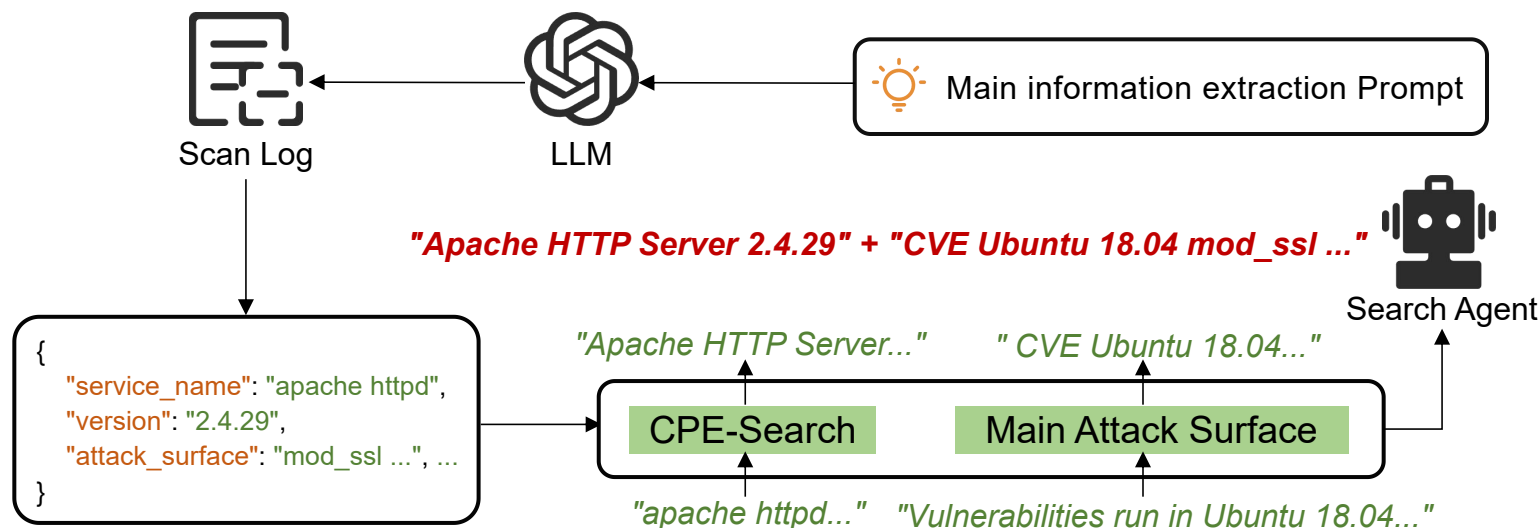 Main information extraction Prompt
Scan Log
LLM
"Apache HTTP Server 2.4.29" + "CVE Ubuntu 18.04 mod_ssl ..."
Search Agent
{
"service_name": "apache httpd",
"version": "2.4.29",
"attack_surface": "mod_ssl ...", ...
}
"Apache HTTP Server..."
" CVE Ubuntu 18.04..."
CPE-Search
Main Attack Surface
"apache httpd..."
"Vulnerabilities run in Ubuntu 18.04..."